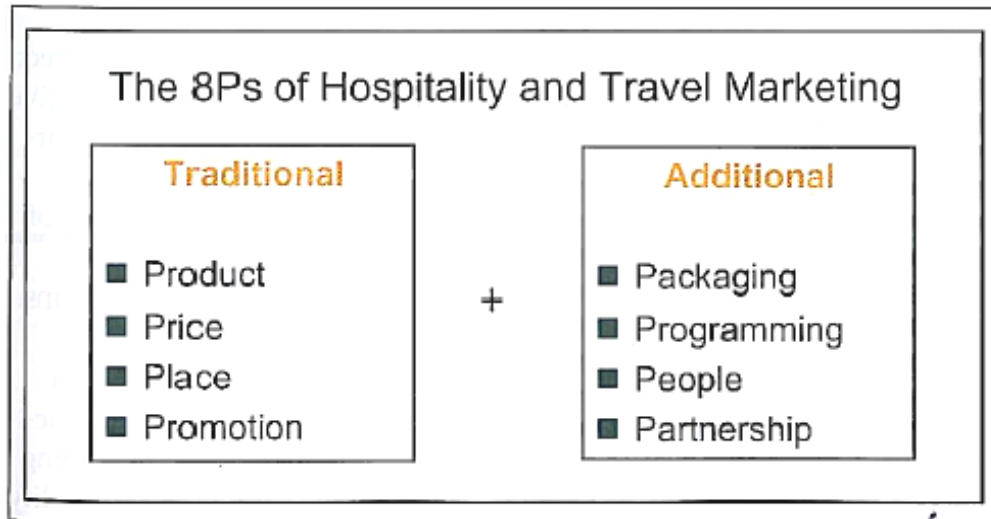 The 8Ps of Hospitality and Travel Marketing
Traditional
Product
Price
Place
Promotion
+
Additional
Packaging
Programming
People
Partnership